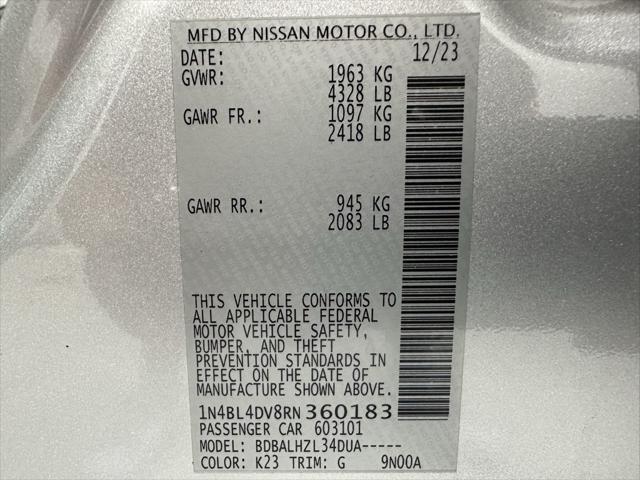 MFD BY NISSAN MOTOR CO., LTD.
DATE: 12/23
GVWR: 1963 KG
4328 LB
GAWR FR.: 1097 KG
2418 LB
GAWR RR.: 945 KG
2083 LB
THIS VEHICLE CONFORMS TO
ALL APPLICABLE FEDERAL
MOTOR VEHICLE SAFETY,
BUMPER, AND THEFT
PREVENTION STANDARDS IN
EFFECT ON THE DATE OF
MANUFACTURE SHOWN ABOVE.
1N4BL4DV8RN360183
PASSENGER CAR 603101
MODEL: BDBALHZL34DUA-----
COLOR: K23 TRIM: G 9N00A